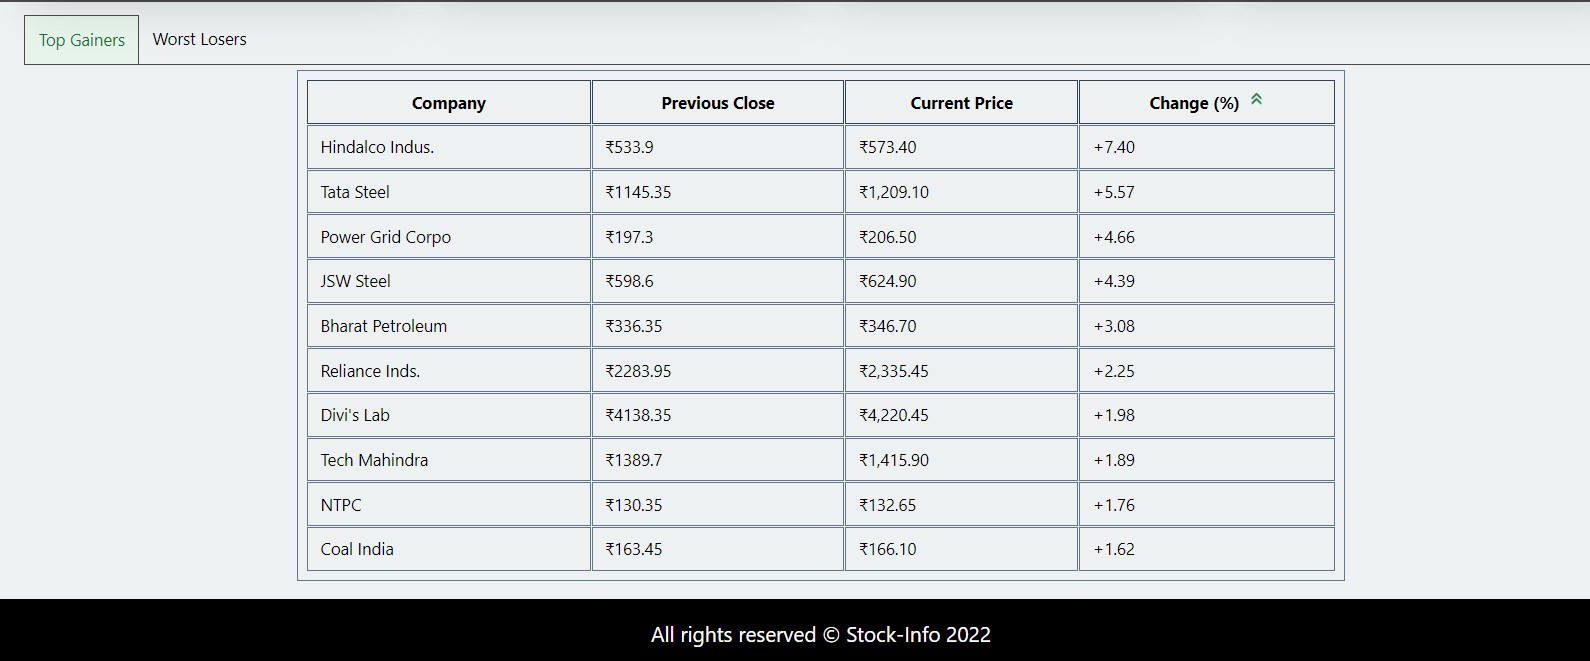 Top Gainers Worst Losers
Company Previous Close Current Price Change (%)
Hindalco Indus. ₹533.9 ₹573.40 +7.40
Tata Steel ₹1145.35 ₹1,209.10 +5.57
Power Grid Corpo ₹197.3 ₹206.50 +4.66
JSW Steel ₹598.6 ₹624.90 +4.39
Bharat Petroleum ₹336.35 ₹346.70 +3.08
Reliance Inds. ₹2283.95 ₹2,335.45 +2.25
Divi's Lab ₹4138.35 ₹4,220.45 +1.98
Tech Mahindra ₹1389.7 ₹1,415.90 +1.89
NTPC ₹130.35 ₹132.65 +1.76
Coal India ₹163.45 ₹166.10 +1.62
All rights reserved © Stock-Info 2022